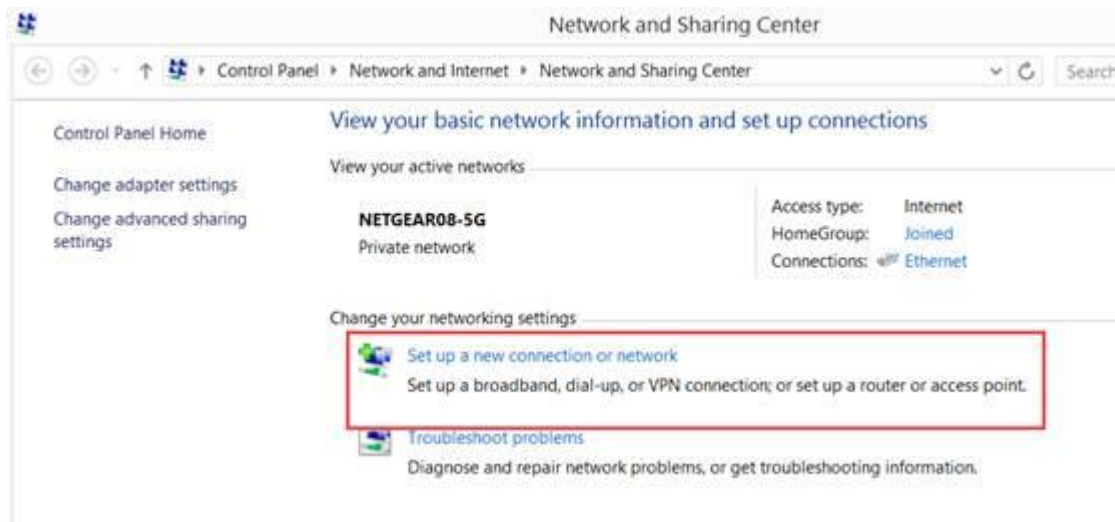 Network and Sharing Center
Control Panel Network and Internet Network and Sharing Center
Search
Control Panel Home
Change adapter settings
Change advanced sharing
settings
View your basic network information and set up connections
View your active networks
NETGEAR08-5G
Private network
Access type: Internet
HomeGroup: Joined
Connections: Ethernet
Change your networking settings
Set up a new connection or network
Set up a broadband, dial-up, or VPN connection; or set up a router or access point.
Troubleshoot problems
Diagnose and repair network problems, or get troubleshooting information.